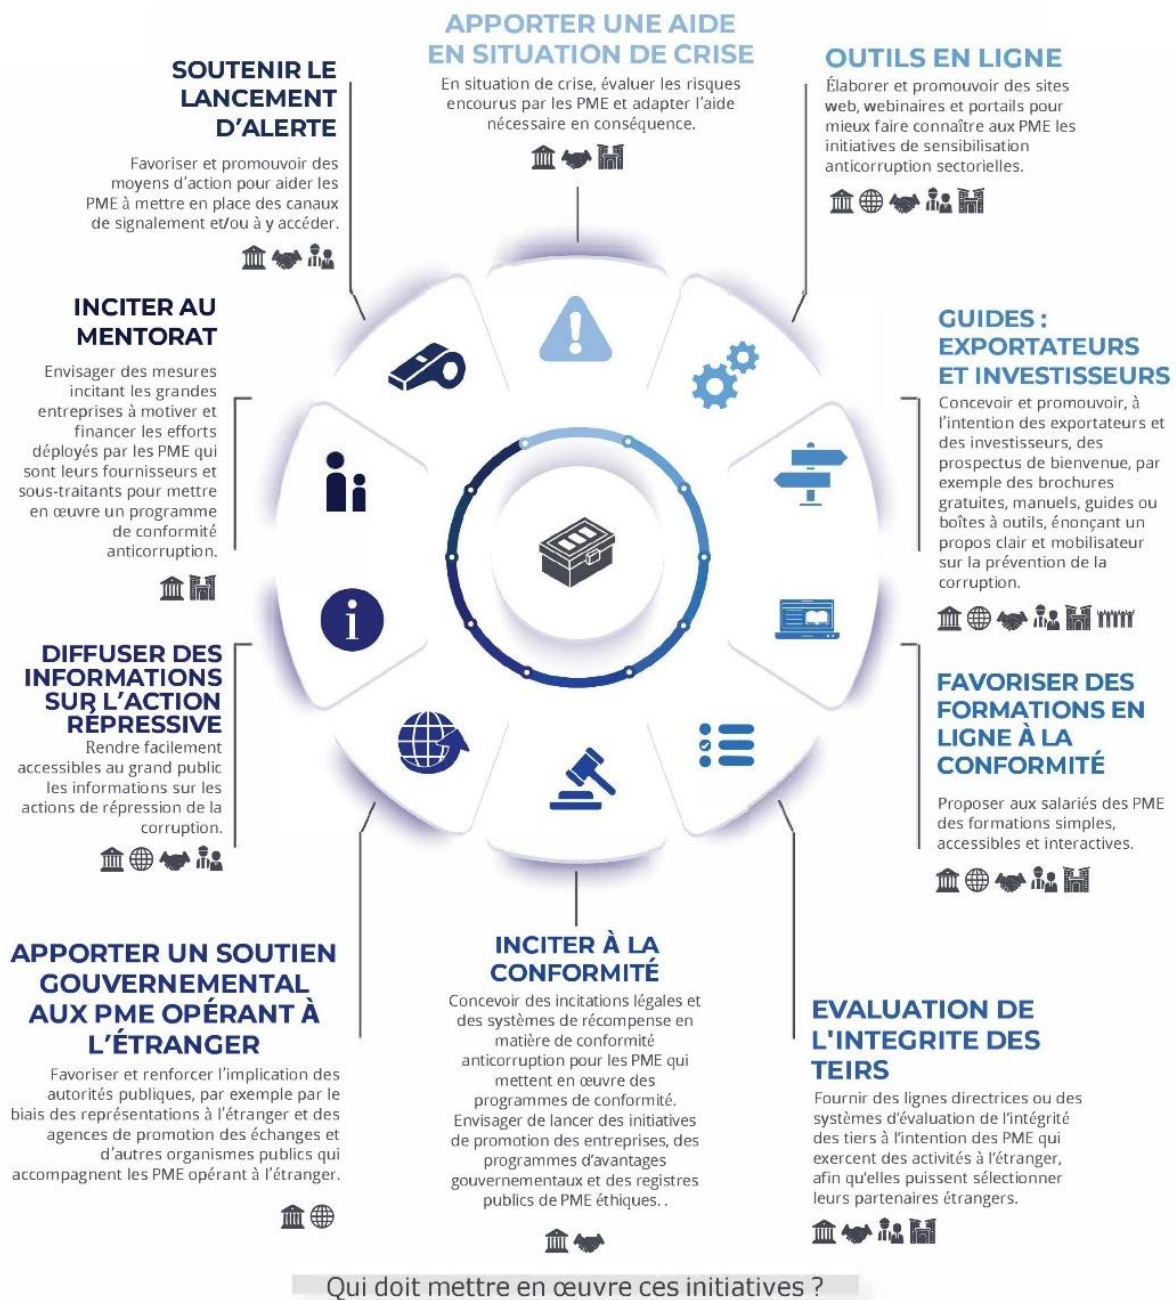 APPORTER UNE AIDE
EN SITUATION DE CRISE
En situation de crise, évaluer les risques
encourus par les PME et adapter l'aide
nécessaire en conséquence.
OUTILS EN LIGNE
Élaborer et promouvoir des sites
web, webinaires et portails pour
mieux faire connaître aux PME les
initiatives de sensibilisation
anticorruption sectorielles.
GUIDES :
EXPORTATEURS
ET INVESTISSEURS
Concevoir et promouvoir, à
l'intention des exportateurs et
des investisseurs, des
prospectus de bienvenue, par
exemple des brochures
gratuites, manuels, guides ou
boîtes à outils, énonçant un
propos clair et mobilisateur
sur la prévention de la
corruption.
FAVORISER DES
FORMATIONS EN
LIGNE À LA
CONFORMITÉ
Proposer aux salariés des PME
des formations simples,
accessibles et interactives.
EVALUATION DE
L'INTEGRITE DES
TEIRS
Fournir des lignes directrices ou des
systèmes d'évaluation de l'intégrité
des tiers à l'intention des PME qui
exercent des activités à l'étranger,
afin qu'elles puissent sélectionner
leurs partenaires étrangers.
INCITER À LA
CONFORMITÉ
Concevoir des incitations légales et
des systèmes de récompense en
matière de conformité
anticorruption pour les PME qui
mettent en œuvre des
programmes de conformité.
Envisager de lancer des initiatives
de promotion des entreprises, des
programmes d'avantages
gouvernementaux et des registres
publics de PME éthiques. .
APPORTER UN SOUTIEN
GOUVERNEMENTAL
AUX PME OPÉRANT À
L'ÉTRANGER
Favoriser et renforcer l'implication des
autorités publiques, par exemple par le
biais des représentations à l'étranger et des
agences de promotion des échanges et
d'autres organismes publics qui
accompagnent les PME opérant à l'étranger.
DIFFUSER DES
INFORMATIONS
SUR L'ACTION
RÉPRESSIVE
Rendre facilement
accessibles au grand public
les informations sur les
actions de répression de la
corruption.
INCITER AU
MENTORAT
Envisager des mesures
incitant les grandes
entreprises à motiver et
financer les efforts
déployés par les PME qui
sont leurs fournisseurs et
sous-traitants pour mettre
en œuvre un programme
de conformité
anticorruption.
SOUTENIR LE
LANCEMENT
D'ALERTE
Favoriser et promouvoir des
moyens d'action pour aider les
PME à mettre en place des canaux
de signalement et/ou à y accéder.
i
Qui doit mettre en œuvre ces initiatives ?